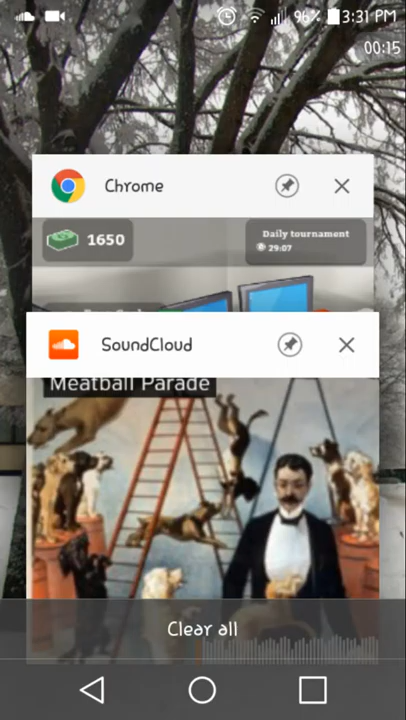 96% 3:31 PM
00:15
Chrome
1650
Daily tournament
29:07
SoundCloud
Meatball Parade
Clear all